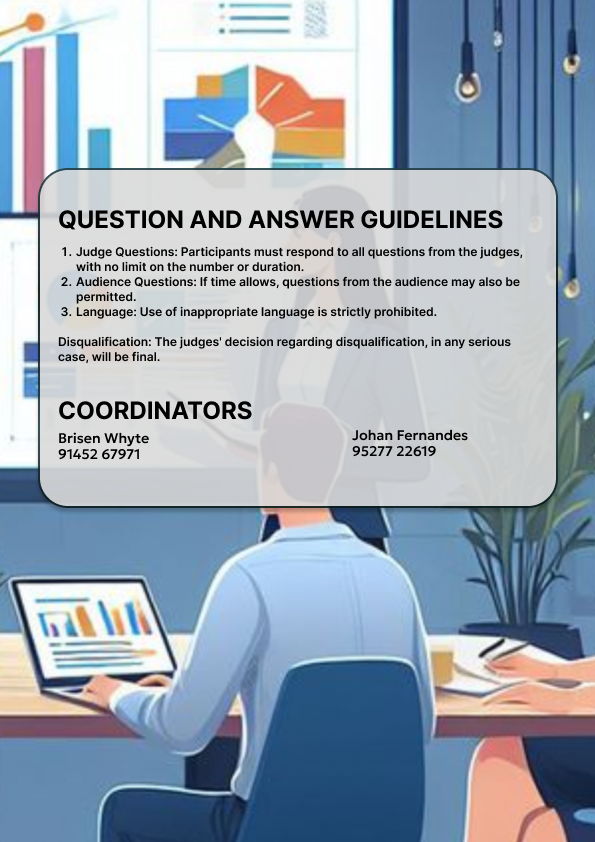 QUESTION AND ANSWER GUIDELINES
1. Judge Questions: Participants must respond to all questions from the judges,
with no limit on the number or duration.
2. Audience Questions: If time allows, questions from the audience may also be
permitted.
3. Language: Use of inappropriate language is strictly prohibited.
Disqualification: The judges' decision regarding disqualification, in any serious
case, will be final.
COORDINATORS
Brisen Whyte
91452 67971
Johan Fernandes
95277 22619